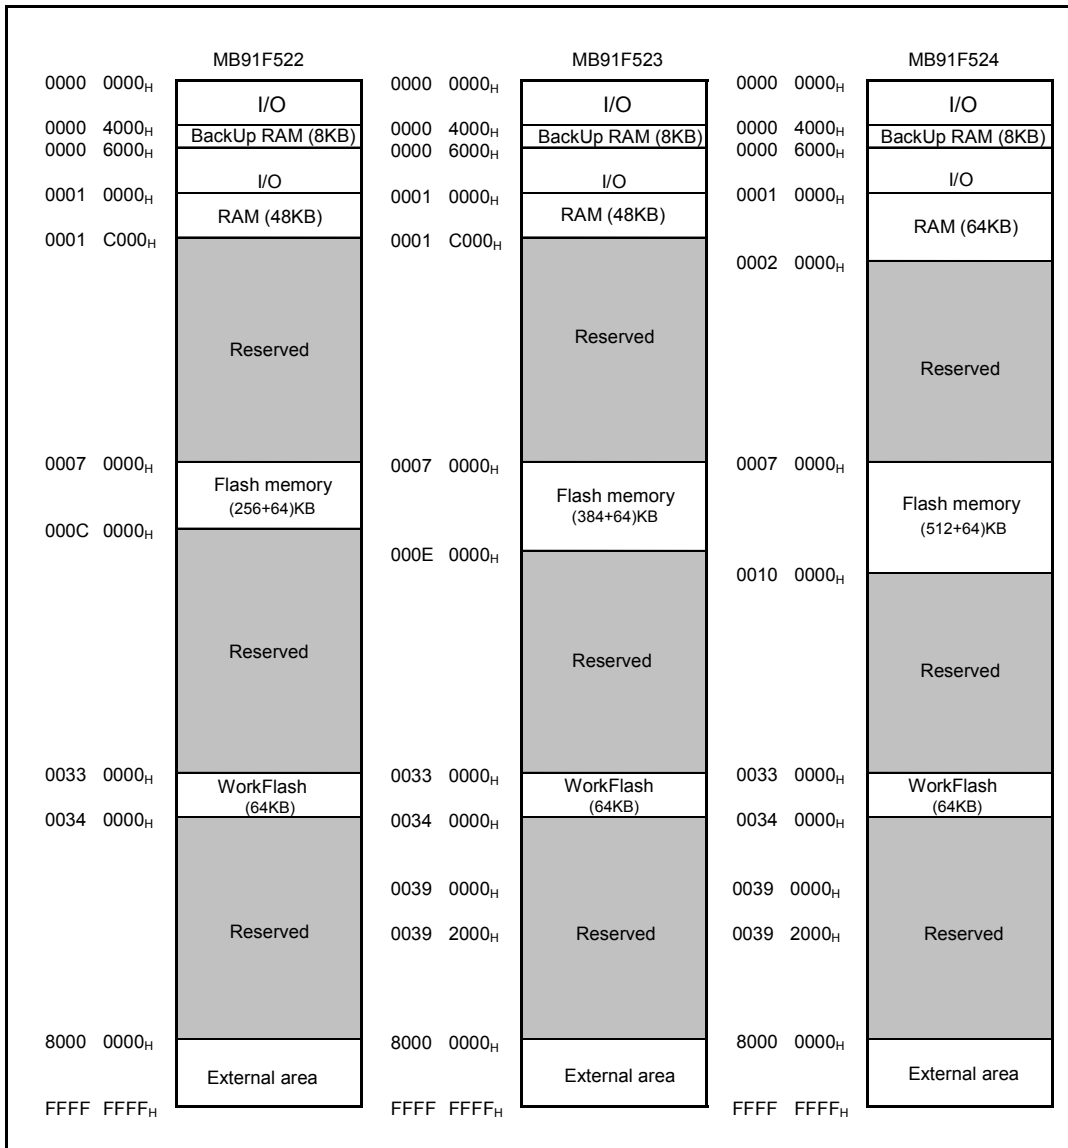 MB91F522
0000 0000H
I/O
0000 4000H
BackUp RAM (8KB)
0000 6000H
I/O
0001 0000H
RAM (48KB)
0001 C000H
Reserved
0007 0000H
Flash memory
(256+64)KB
000C 0000H
Reserved
0033 0000H
WorkFlash
(64KB)
0034 0000H
Reserved
8000 0000H
External area
FFFF FFFFH
MB91F523
0000 0000H
I/O
0000 4000H
BackUp RAM (8KB)
0000 6000H
I/O
0001 0000H
RAM (48KB)
0001 C000H
Reserved
0007 0000H
Flash memory
(384+64)KB
000E 0000H
Reserved
0033 0000H
WorkFlash
(64KB)
0034 0000H
0039 0000H
Reserved
0039 2000H
8000 0000H
External area
FFFF FFFFH
MB91F524
0000 0000H
I/O
0000 4000H
BackUp RAM (8KB)
0000 6000H
I/O
0001 0000H
RAM (64KB)
0002 0000H
Reserved
0007 0000H
Flash memory
(512+64)KB
0010 0000H
Reserved
0033 0000H
WorkFlash
(64KB)
0034 0000H
0039 0000H
Reserved
0039 2000H
8000 0000H
External area
FFFF FFFFH